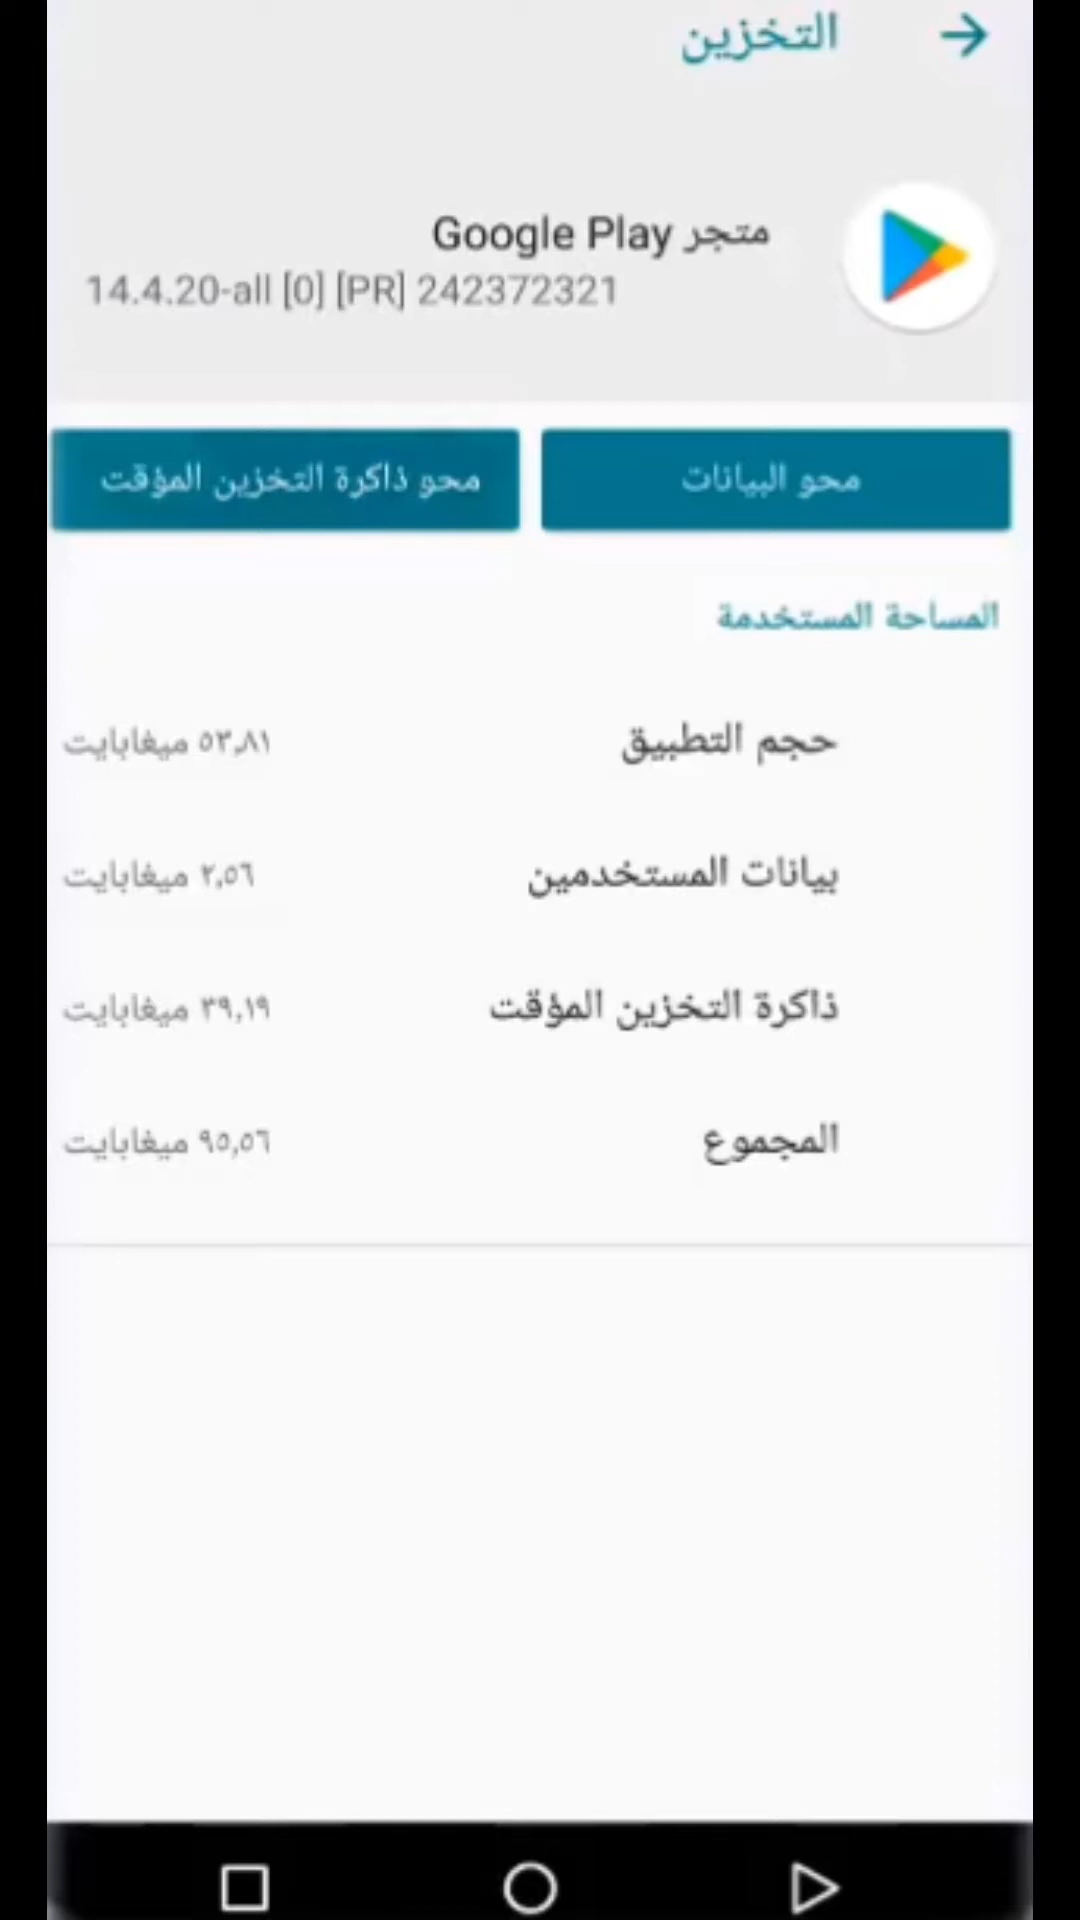 التخزين
متجر Google Play
14.4.20-all [0] [PR] 242372321
محو البيانات
محو ذاكرة التخزين المؤقت
المساحة المستخدمة
حجم التطبيق
٥٣,٨١ ميغابايت
بيانات المستخدمين
٢,٥٦ ميغابايت
ذاكرة التخزين المؤقت
٣٩,١٩ ميغابايت
المجموع
٩٥,٥٦ ميغابايت